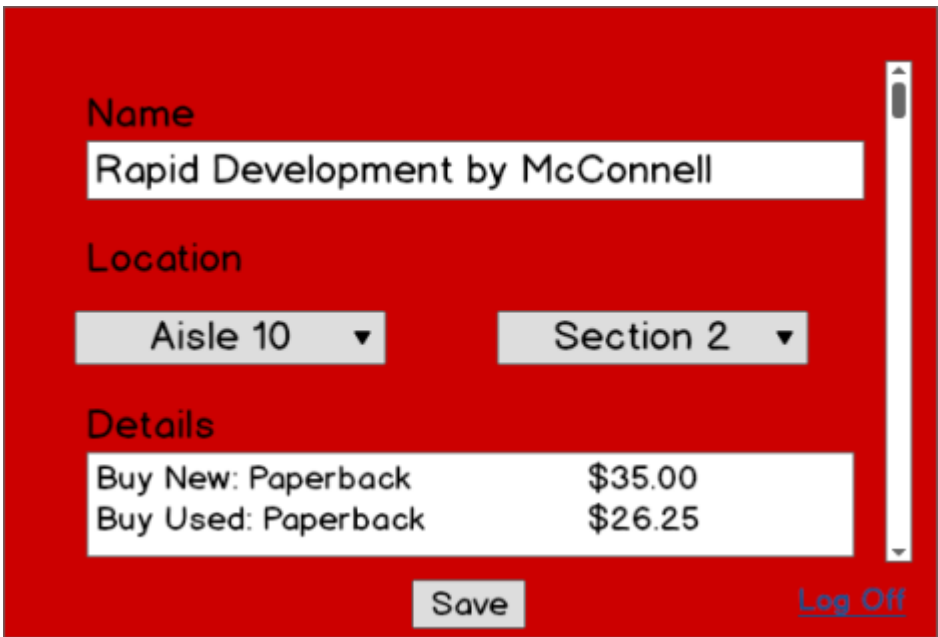 Name
Rapid Development by McConnell
Location
Aisle 10 Section 2
Details
Buy New: Paperback $35.00
Buy Used: Paperback $26.25
Save Log Off